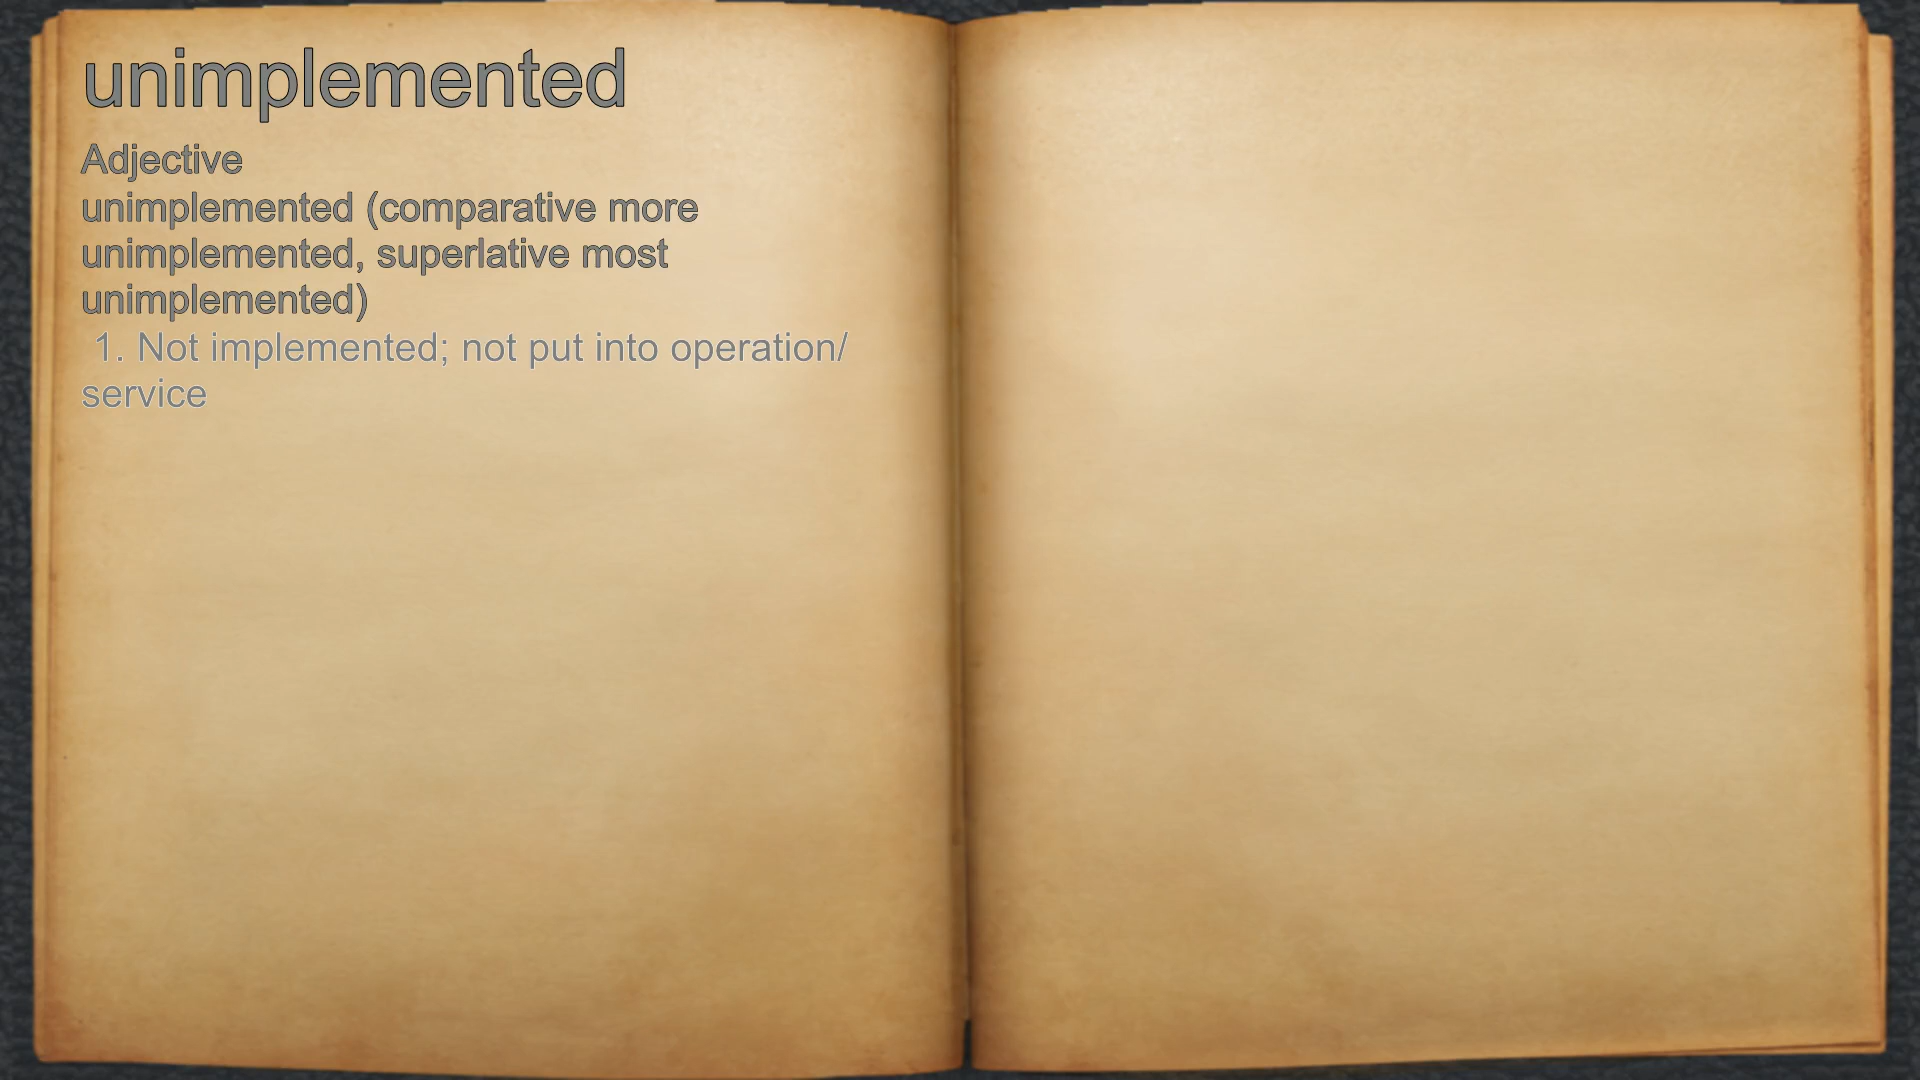 unimplemented
Adjective
unimplemented (comparative more
unimplemented, superlative most
unimplemented)
1. Not implemented; not put into operation/
service